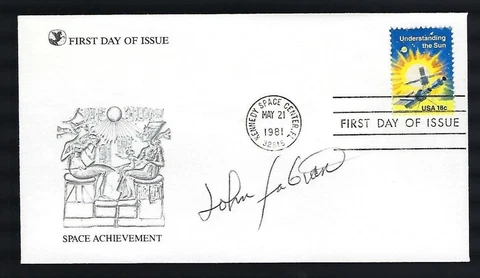 FIRST DAY OF ISSUE
Understanding
the Sun
USA 18c
KENNEDY SPACE CENTER, FL
MAY 21
1981
32815
FIRST DAY OF ISSUE
John Fabian
SPACE ACHIEVEMENT